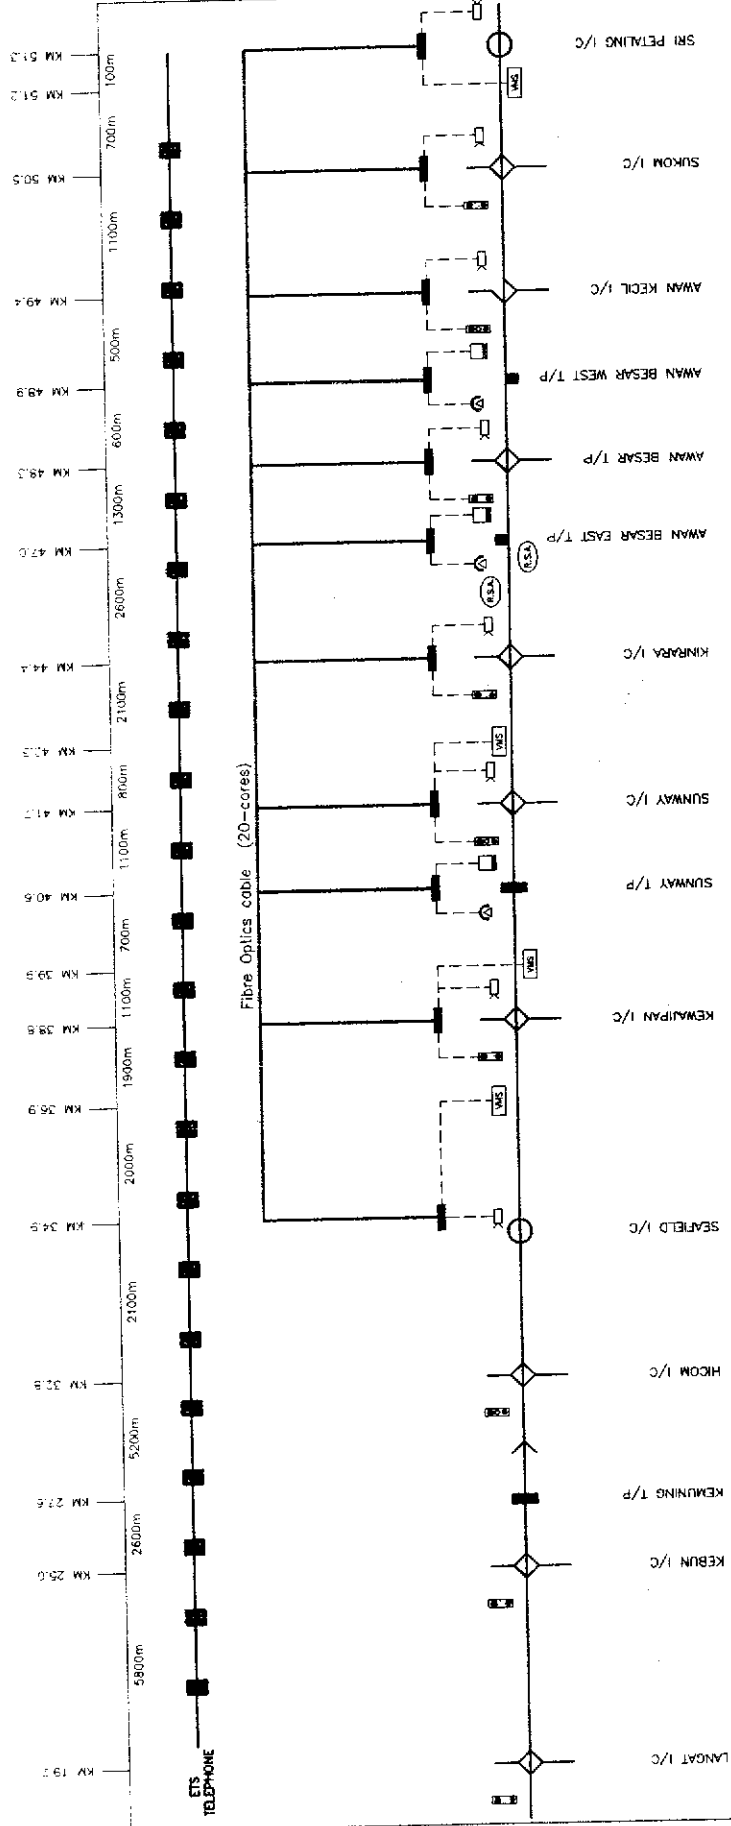 KM 51.3
100m
KM 51.2
700m
KM 50.5
1100m
KM 49.4
500m
KM 48.9
600m
KM 48.3
1300m
KM 47.0
2600m
KM 44.4
2100m
KM 42.3
800m
KM 41.7
1100m
KM 40.6
700m
KM 39.9
1100m
KM 38.8
1900m
KM 36.9
2000m
KM 34.9
2100m
KM 32.8
5200m
KM 27.6
2600m
KM 25.0
5800m
KM 19.2
ETS
TELEPHONE
Fibre Optics cable (20-cores)
VMS
R.S.A
R.S.A
VMS
VMS
VMS
SRI PETALING I/C
SUKOM I/C
AWAN KECIL I/C
AWAN BESAR WEST T/P
AWAN BESAR T/P
AWAN BESAR EAST T/P
KINRARA I/C
SUNWAY I/C
SUNWAY T/P
KEWAJIPAN I/C
SEAFIELD I/C
HICOM I/C
KEMUNING T/P
KEBUN I/C
LANGAT I/C